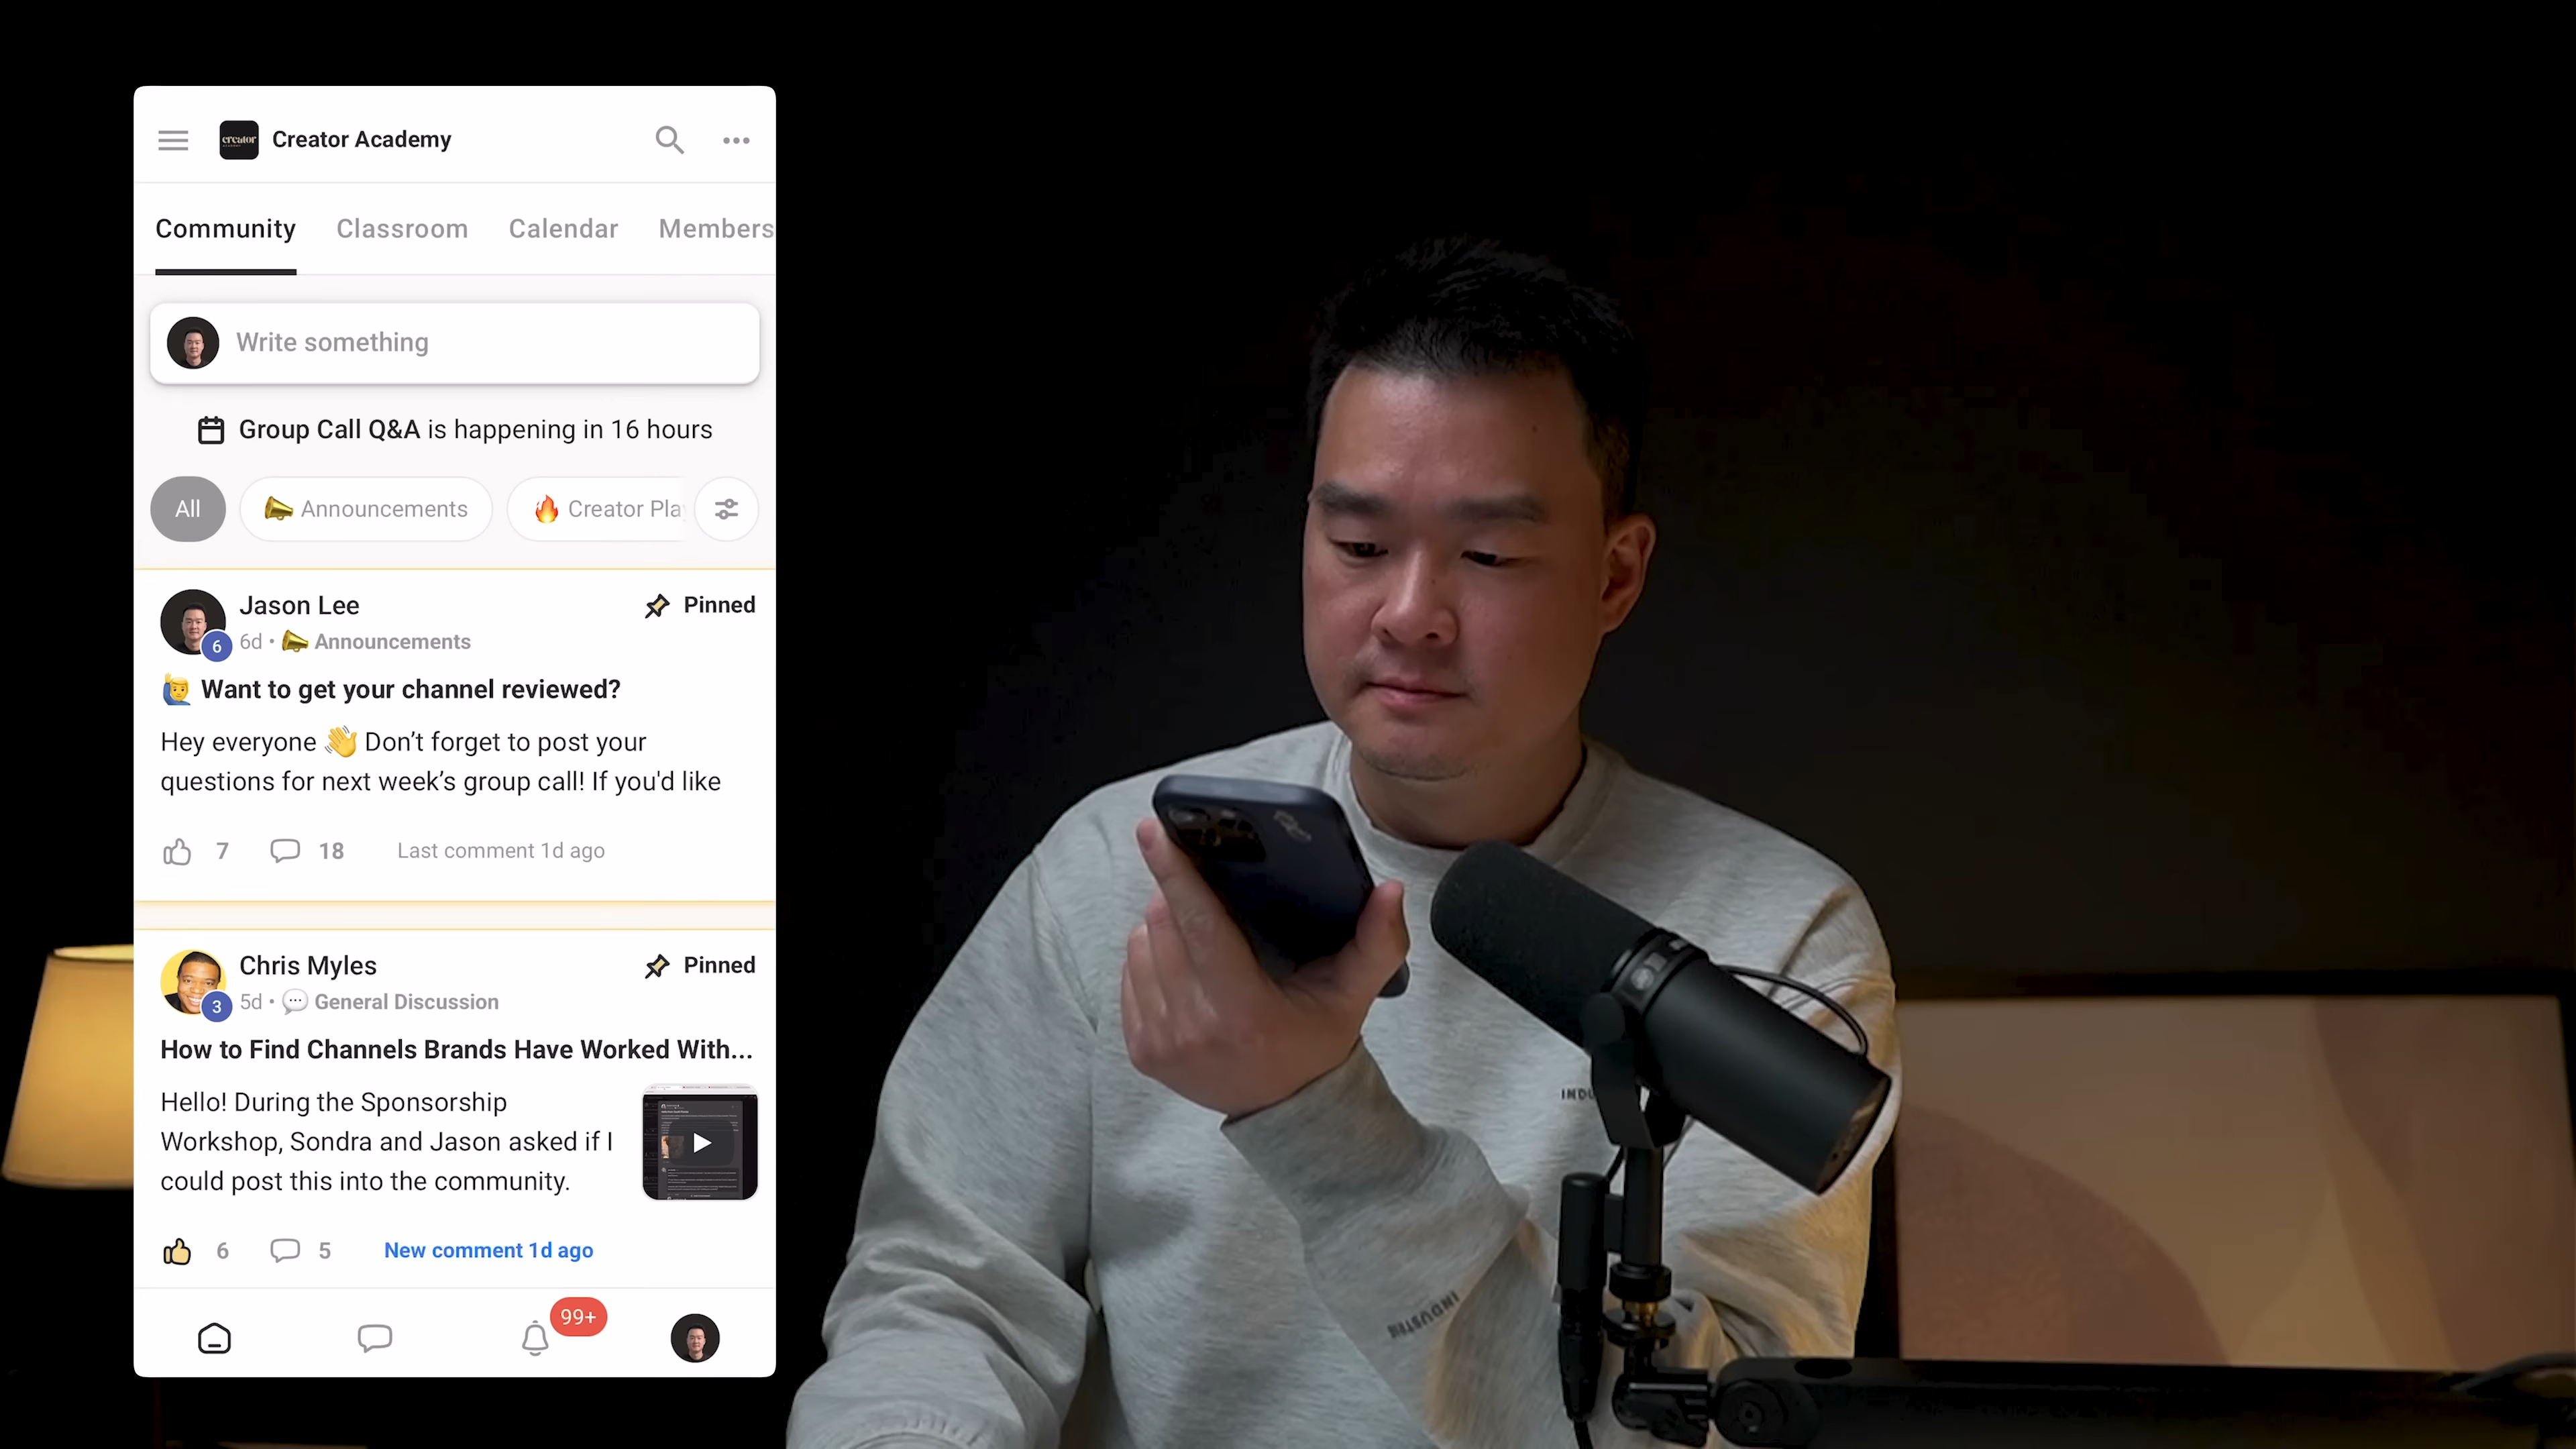 creator
Creator Academy
Community
Classroom
Calendar
Members
Write something
Group Call Q&A is happening in 16 hours
All
Announcements
Creator Pla
Jason Lee
Pinned
6
6d • Announcements
Want to get your channel reviewed?
Hey everyone 👋 Don’t forget to post your
questions for next week’s group call! If you'd like
7
18
Last comment 1d ago
Chris Myles
Pinned
3
5d • General Discussion
How to Find Channels Brands Have Worked With...
Hello! During the Sponsorship
Workshop, Sondra and Jason asked if I
could post this into the community.
6
5
New comment 1d ago
99+
INDU
INDUSTRI